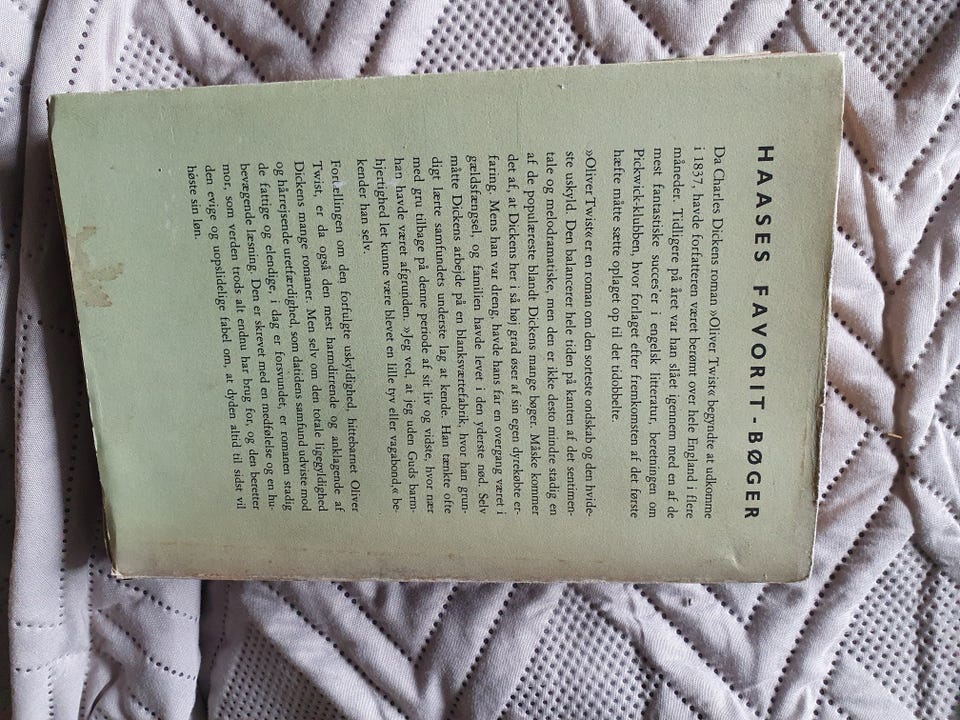 HAASES FAVORIT-BØGER
Da Charles Dickens roman »Oliver Twist« begyndte at udkomme
i 1837, havde forfatteren været berømt over hele England i flere
måneder. Tidligere på året var han slået igennem med en af de
mest fantastiske succes'er i engelsk litteratur, beretningen om
Pickwick-klubben, hvor forlaget efter fremkomsten af det første
hæfte måtte sætte oplaget op til det tidobbelte.
»Oliver Twist« er en roman om den sorteste ondskab og den hvide-
ste uskyld. Den balancerer hele tiden på kanten af det sentimen-
tale og melodramatiske, men den er ikke desto mindre stadig en
af de populæreste blandt Dickens mange bøger. Måske kommer
det af, at Dickens her i så høj grad øser af sin egen dyrekøbte er-
faring. Mens han var dreng, havde hans far en overgang været i
gældsfængsel, og familien havde levet i den yderste nød. Selv
måtte Dickens arbejde på en blanksværtefabrik, hvor han grun-
digt lærte samfundets underste lag at kende. Han tænkte ofte
med gru tilbage på denne periode af sit liv og vidste, hvor nær
han havde været afgrunden. »Jeg ved, at jeg uden Guds barm-
hjertighed let kunne være blevet en lille tyv eller vagabond,« be-
kender han selv.
Fortællingen om den forfulgte uskyldighed, hittebarnet Oliver
Twist, er da også den mest harmdirrende og anklagende af
Dickens mange romaner. Men selv om den totale ligegyldighed
og hårrejsende uretfærdighed, som datidens samfund udviste mod
de fattige og elendige, i dag er forsvundet, er romanen stadig
bevægende læsning. Den er skrevet med en medfølelse og en hu-
mor, som verden trods alt endnu har brug for, og den beretter
den evige og uopslidelige fabel om, at dyden altid til sidst vil
høste sin løn.